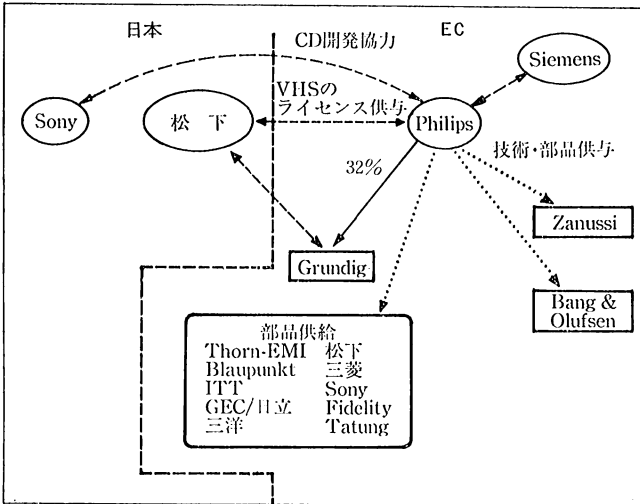 日本
EC
CD開発協力
Siemens
VHSの
ライセンス供与
Sony
松下
Philips
技術・部品供与
32%
Zanussi
Grundig
Bang &
Olufsen
部品供給
Thorn-EMI 松下
Blaupunkt 三菱
ITT Sony
GEC/日立 Fidelity
三洋 Tatung